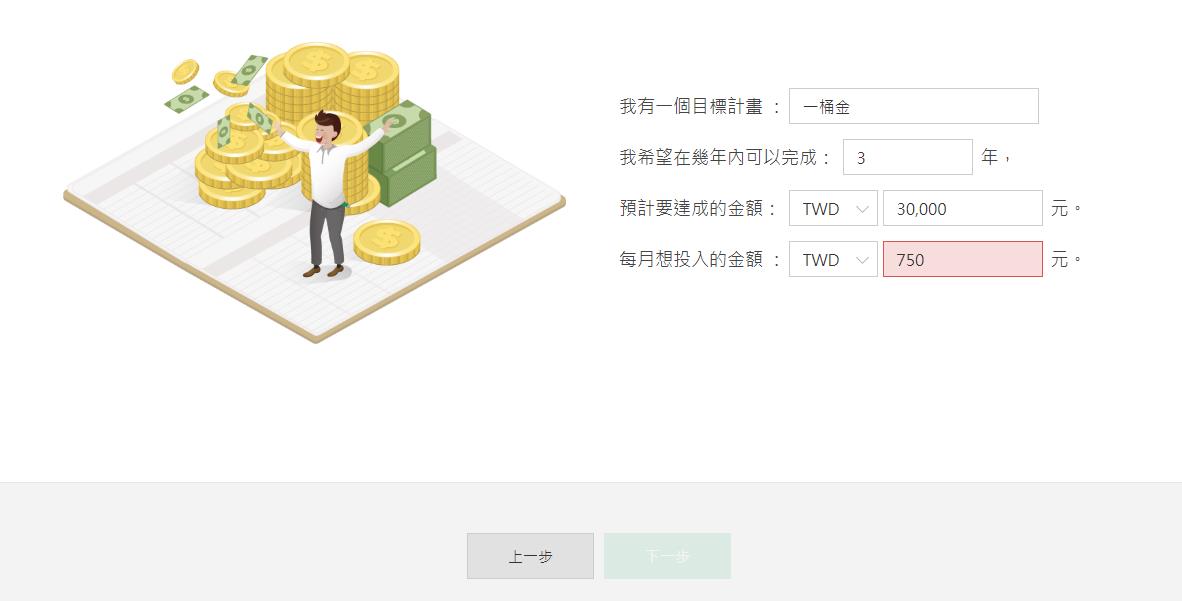 我有一個目標計畫 ： 一桶金
我希望在幾年內可以完成： 3 年，
預計要達成的金額： TWD 30,000 元。
每月想投入的金額 ： TWD 750 元。
上一步 下一步